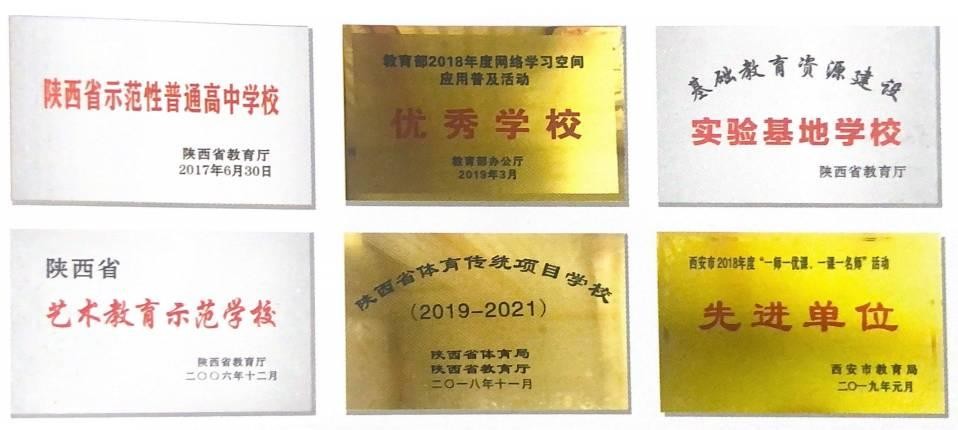 陕西省示范性普通高中学校
陕西省教育厅
2017年6月30日
教育部2018年度网络学习空间
应用普及活动
优秀学校
教育部办公厅
2019年3月
基础教育资源建设
实验基地学校
陕西省教育厅
陕西省
艺术教育示范学校
陕西省教育厅
二〇〇六年十二月
陕西省体育传统项目学校
（2019-2021）
陕西省体育局
陕西省教育厅
二〇一八年十一月
西安市2018年度“一师一优课、一课一名师”活动
先进单位
西安市教育局
二〇一九年元月